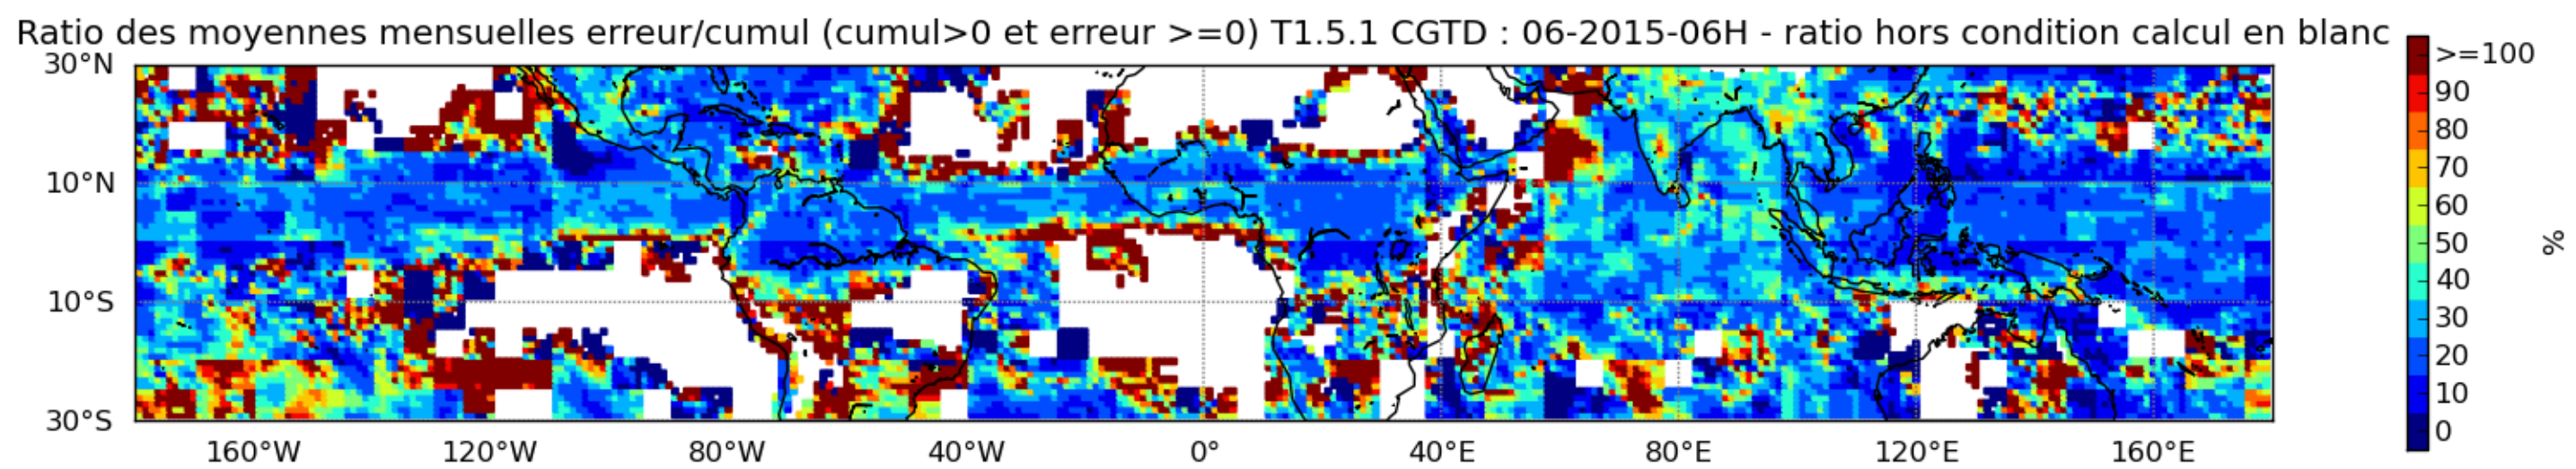 Ratio des moyennes mensuelles erreur/cumul (cumul>0 et erreur >=0) T1.5.1 CGTD : 06-2015-06H - ratio hors condition calcul en blanc
30°N
10°N
10°S
30°S
160°W
120°W
80°W
40°W
0°
40°E
80°E
120°E
160°E
>=100
90
80
70
60
50
40
30
20
10
0
%